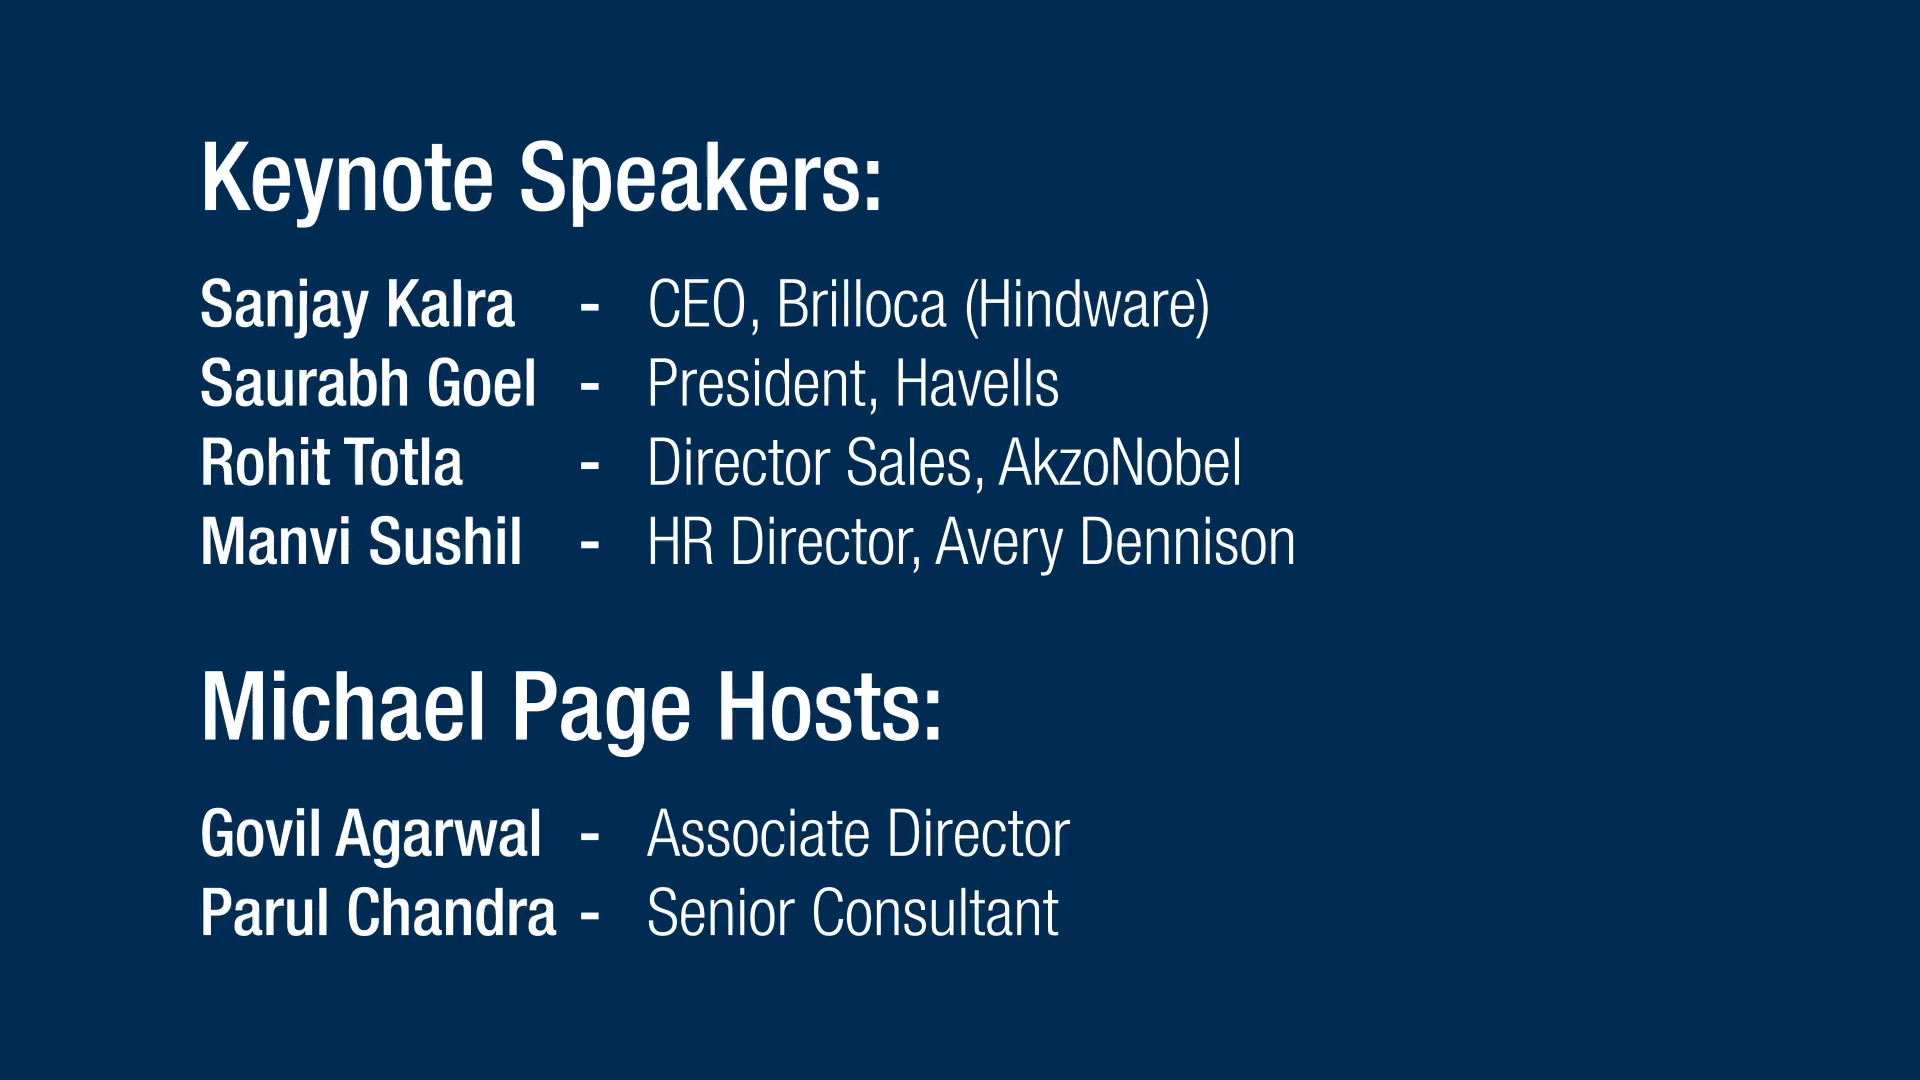 Keynote Speakers:
Sanjay Kalra - CEO, Brilloca (Hindware)
Saurabh Goel - President, Havells
Rohit Totla - Director Sales, AkzoNobel
Manvi Sushil - HR Director, Avery Dennison
Michael Page Hosts:
Govil Agarwal - Associate Director
Parul Chandra - Senior Consultant